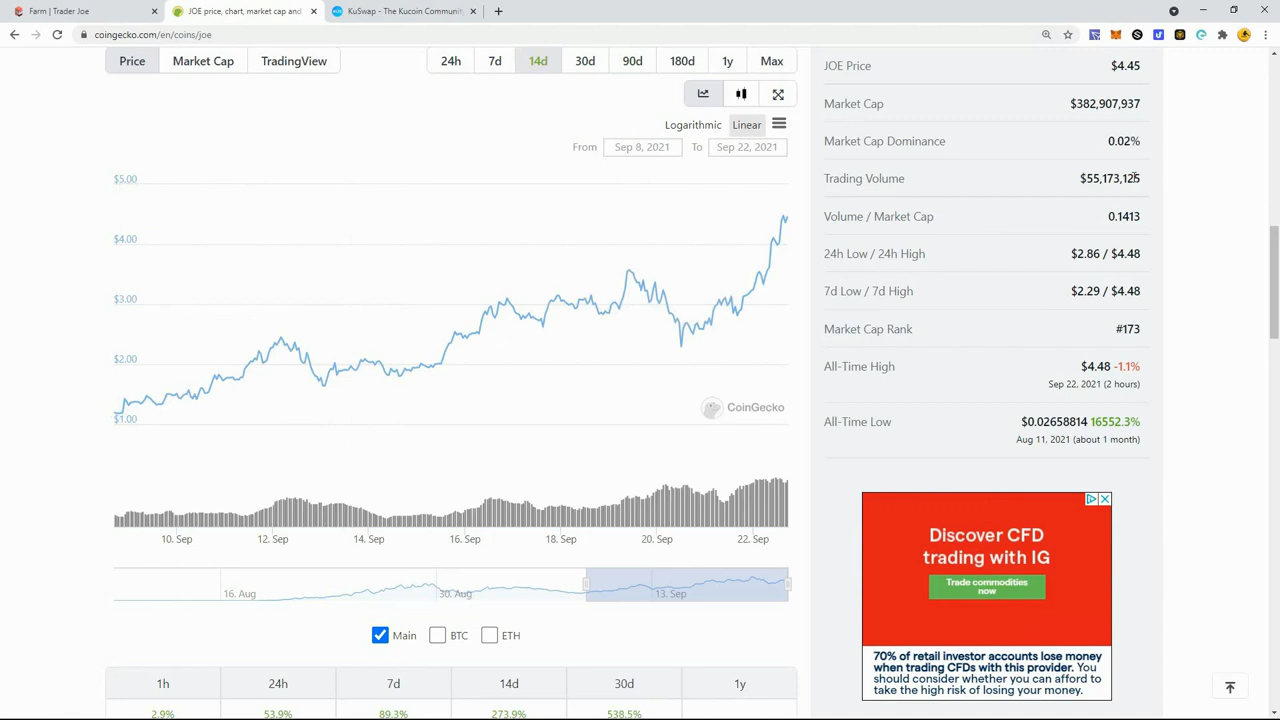 Farm | Trader Joe
JOE price, chart, market cap and
KuSwap - The Kucoin Community
coingecko.com/en/coins/joe
Price
Market Cap
TradingView
24h
7d
14d
30d
90d
180d
1y
Max
Logarithmic
Linear
From
Sep 8, 2021
To
Sep 22, 2021
$5.00
$4.00
$3.00
$2.00
$1.00
CoinGecko
10. Sep
12. Sep
14. Sep
16. Sep
18. Sep
20. Sep
22. Sep
16. Aug
30. Aug
13. Sep
Main
BTC
ETH
1h
24h
7d
14d
30d
1y
2.9%
53.9%
89.3%
273.9%
538.5%
JOE Price
$4.45
Market Cap
$382,907,937
Market Cap Dominance
0.02%
Trading Volume
$55,173,125
Volume / Market Cap
0.1413
24h Low / 24h High
$2.86 / $4.48
7d Low / 7d High
$2.29 / $4.48
Market Cap Rank
#173
All-Time High
$4.48 -1.1%
Sep 22, 2021 (2 hours)
All-Time Low
$0.02658814 16552.3%
Aug 11, 2021 (about 1 month)
Discover CFD
trading with IG
Trade commodities
now
70% of retail investor accounts lose money
when trading CFDs with this provider. You
should consider whether you can afford to
take the high risk of losing your money.